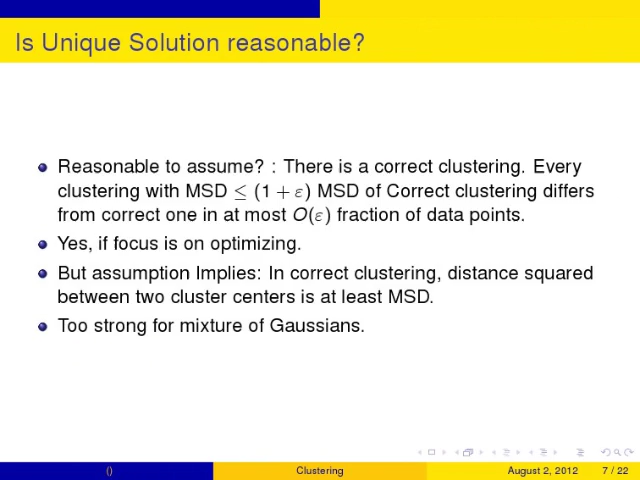 Is Unique Solution reasonable?
Reasonable to assume? : There is a correct clustering. Every
clustering with MSD ≤ (1 + ε) MSD of Correct clustering differs
from correct one in at most O(ε) fraction of data points.
Yes, if focus is on optimizing.
But assumption Implies: In correct clustering, distance squared
between two cluster centers is at least MSD.
Too strong for mixture of Gaussians.
() Clustering August 2, 2012 7 / 22